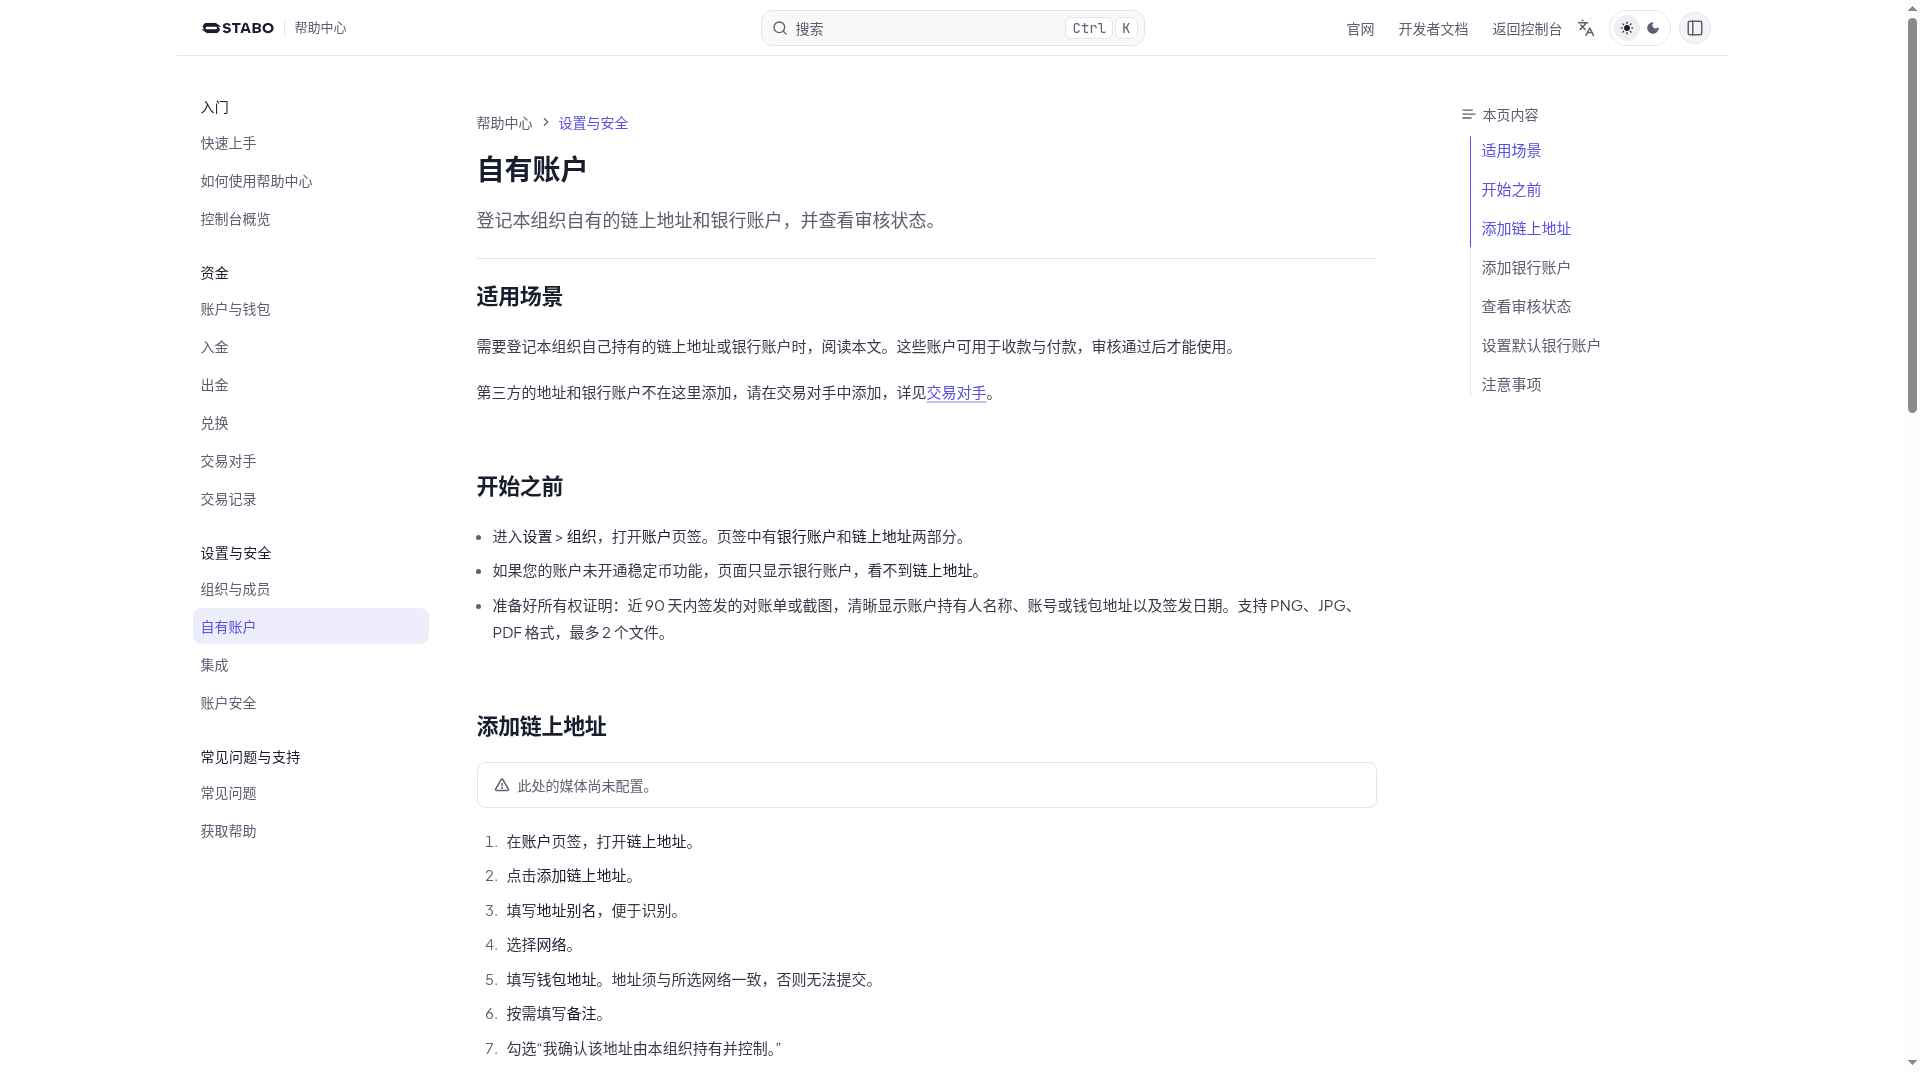 STABO 帮助中心
搜索 Ctrl K
官网 开发者文档 返回控制台
入门
快速上手
如何使用帮助中心
控制台概览
资金
账户与钱包
入金
出金
兑换
交易对手
交易记录
设置与安全
组织与成员
自有账户
集成
账户安全
常见问题与支持
常见问题
获取帮助
帮助中心 > 设置与安全
自有账户
登记本组织自有的链上地址和银行账户，并查看审核状态。
适用场景
需要登记本组织自己持有的链上地址或银行账户时，阅读本文。这些账户可用于收款与付款，审核通过后才能使用。
第三方的地址和银行账户不在这里添加，请在交易对手中添加，详见交易对手。
开始之前
进入设置 > 组织，打开账户页签。页签中有银行账户和链上地址两部分。
如果您的账户未开通稳定币功能，页面只显示银行账户，看不到链上地址。
准备好所有权证明：近 90 天内签发的对账单或截图，清晰显示账户持有人名称、账号或钱包地址以及签发日期。支持 PNG、JPG、
PDF 格式，最多 2 个文件。
添加链上地址
此处的媒体尚未配置。
1. 在账户页签，打开链上地址。
2. 点击添加链上地址。
3. 填写地址别名，便于识别。
4. 选择网络。
5. 填写钱包地址。地址须与所选网络一致，否则无法提交。
6. 按需填写备注。
7. 勾选“我确认该地址由本组织持有并控制。”
本页内容
适用场景
开始之前
添加链上地址
添加银行账户
查看审核状态
设置默认银行账户
注意事项